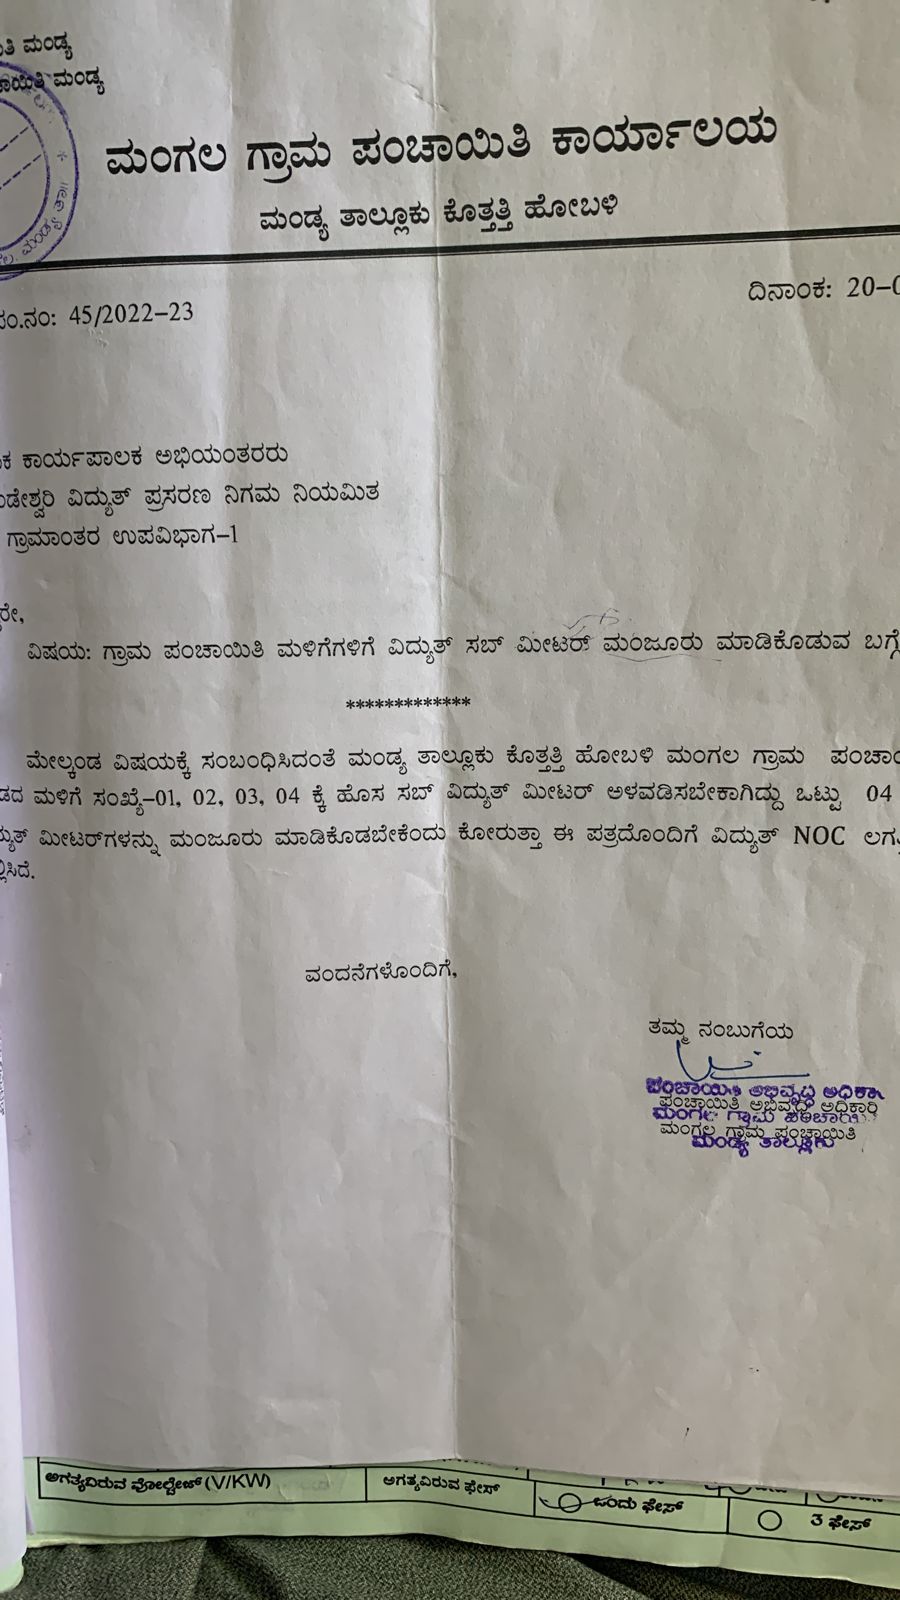 ಮಂಡ್ಯ
ಮಂಡ್ಯ
ಮಂಗಲ ಗ್ರಾಮ ಪಂಚಾಯಿತಿ ಕಾರ್ಯಾಲಯ
ಮಂಡ್ಯ ತಾಲ್ಲೂಕು ಕೊತ್ತತ್ತಿ ಹೋಬಳಿ
ದಿನಾಂಕ: 20-0
ನಂ: 45/2022-23
ಕಾರ್ಯಪಾಲಕ ಅಭಿಯಂತರರು
ಡೇಶ್ವರಿ ವಿದ್ಯುತ್ ಪ್ರಸರಣ ನಿಗಮ ನಿಯಮಿತ
ಗ್ರಾಮಾಂತರ ಉಪವಿಭಾಗ-1
ರೇ,
ವಿಷಯ: ಗ್ರಾಮ ಪಂಚಾಯಿತಿ ಮಳಿಗೆಗಳಿಗೆ ವಿದ್ಯುತ್ ಸಬ್ ಮೀಟರ್ ಮಂಜೂರು ಮಾಡಿಕೊಡುವ ಬಗ್ಗೆ
*************
ಮೇಲ್ಕಂಡ ವಿಷಯಕ್ಕೆ ಸಂಬಂಧಿಸಿದಂತೆ ಮಂಡ್ಯ ತಾಲ್ಲೂಕು ಕೊತ್ತತ್ತಿ ಹೋಬಳಿ ಮಂಗಲ ಗ್ರಾಮ ಪಂಚಾ
ಡದ ಮಳಿಗೆ ಸಂಖ್ಯೆ-01, 02, 03, 04 ಕ್ಕೆ ಹೊಸ ಸಬ್ ವಿದ್ಯುತ್ ಮೀಟರ್ ಅಳವಡಿಸಬೇಕಾಗಿದ್ದು ಒಟ್ಟು 04
ಮೀಟರ್‌ಗಳನ್ನು ಮಂಜೂರು ಮಾಡಿಕೊಡಬೇಕೆಂದು ಕೋರುತ್ತಾ ಈ ಪತ್ರದೊಂದಿಗೆ ವಿದ್ಯುತ್ NOC ಲಗ
ಸಿದೆ.
ವಂದನೆಗಳೊಂದಿಗೆ,
ತಮ್ಮ ನಂಬುಗೆಯ
ಪಂಚಾಯಿತಿ ಅಭಿವೃದ್ಧಿ ಅಧಿಕಾರಿ
ಮಂಗಲ ಗ್ರಾಮ ಪಂಚಾಯಿತಿ
ಮಂಡ್ಯ ತಾಲ್ಲೂಕು
ಅಗತ್ಯವಿರುವ ವೋಲ್ಟೇಜ್ (V/KW)
ಅಗತ್ಯವಿರುವ ಫೇಸ್
ಒಂದು ಫೇಸ್
3 ಫೇಸ್